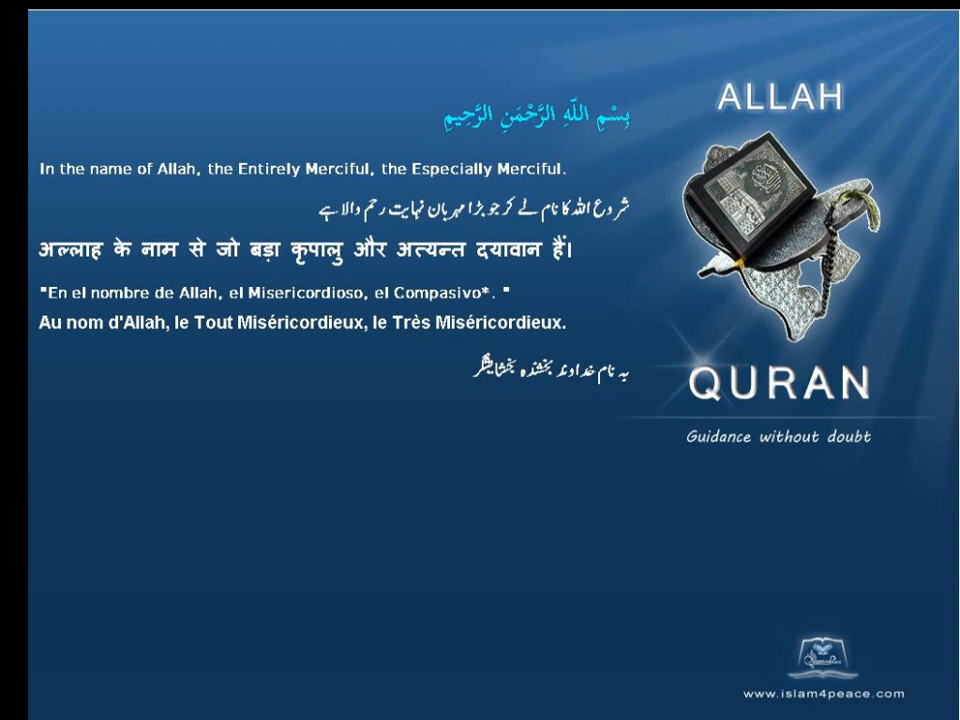 بِسْمِ اللّهِ الرَّحْمَنِ الرَّحِيمِ
In the name of Allah, the Entirely Merciful, the Especially Merciful.
شروع الله کا نام لے کر جو بڑا مہربان نہایت رحم والا ہے
अल्लाह के नाम से जो बड़ा कृपालु और अत्यन्त दयावान हैं।
"En el nombre de Allah, el Misericordioso, el Compasivo*. "
Au nom d'Allah, le Tout Miséricordieux, le Très Miséricordieux.
به نام خداوند بخشنده بخشایشگر
ALLAH
QURAN
Guidance without doubt
www.islam4peace.com